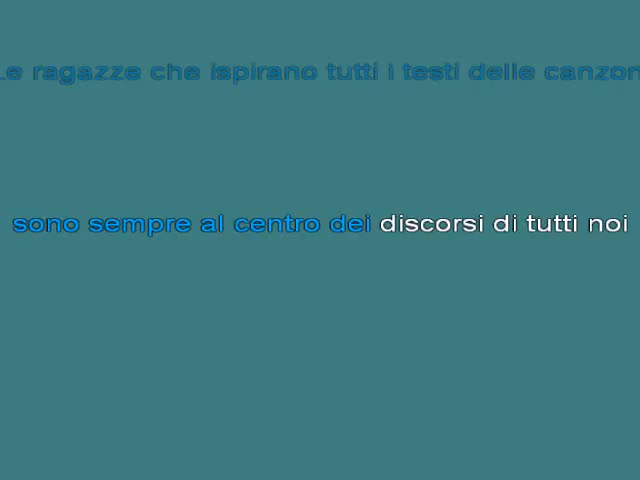 Le ragazze che ispirano tutti i testi delle canzon
sono sempre al centro dei discorsi di tutti noi